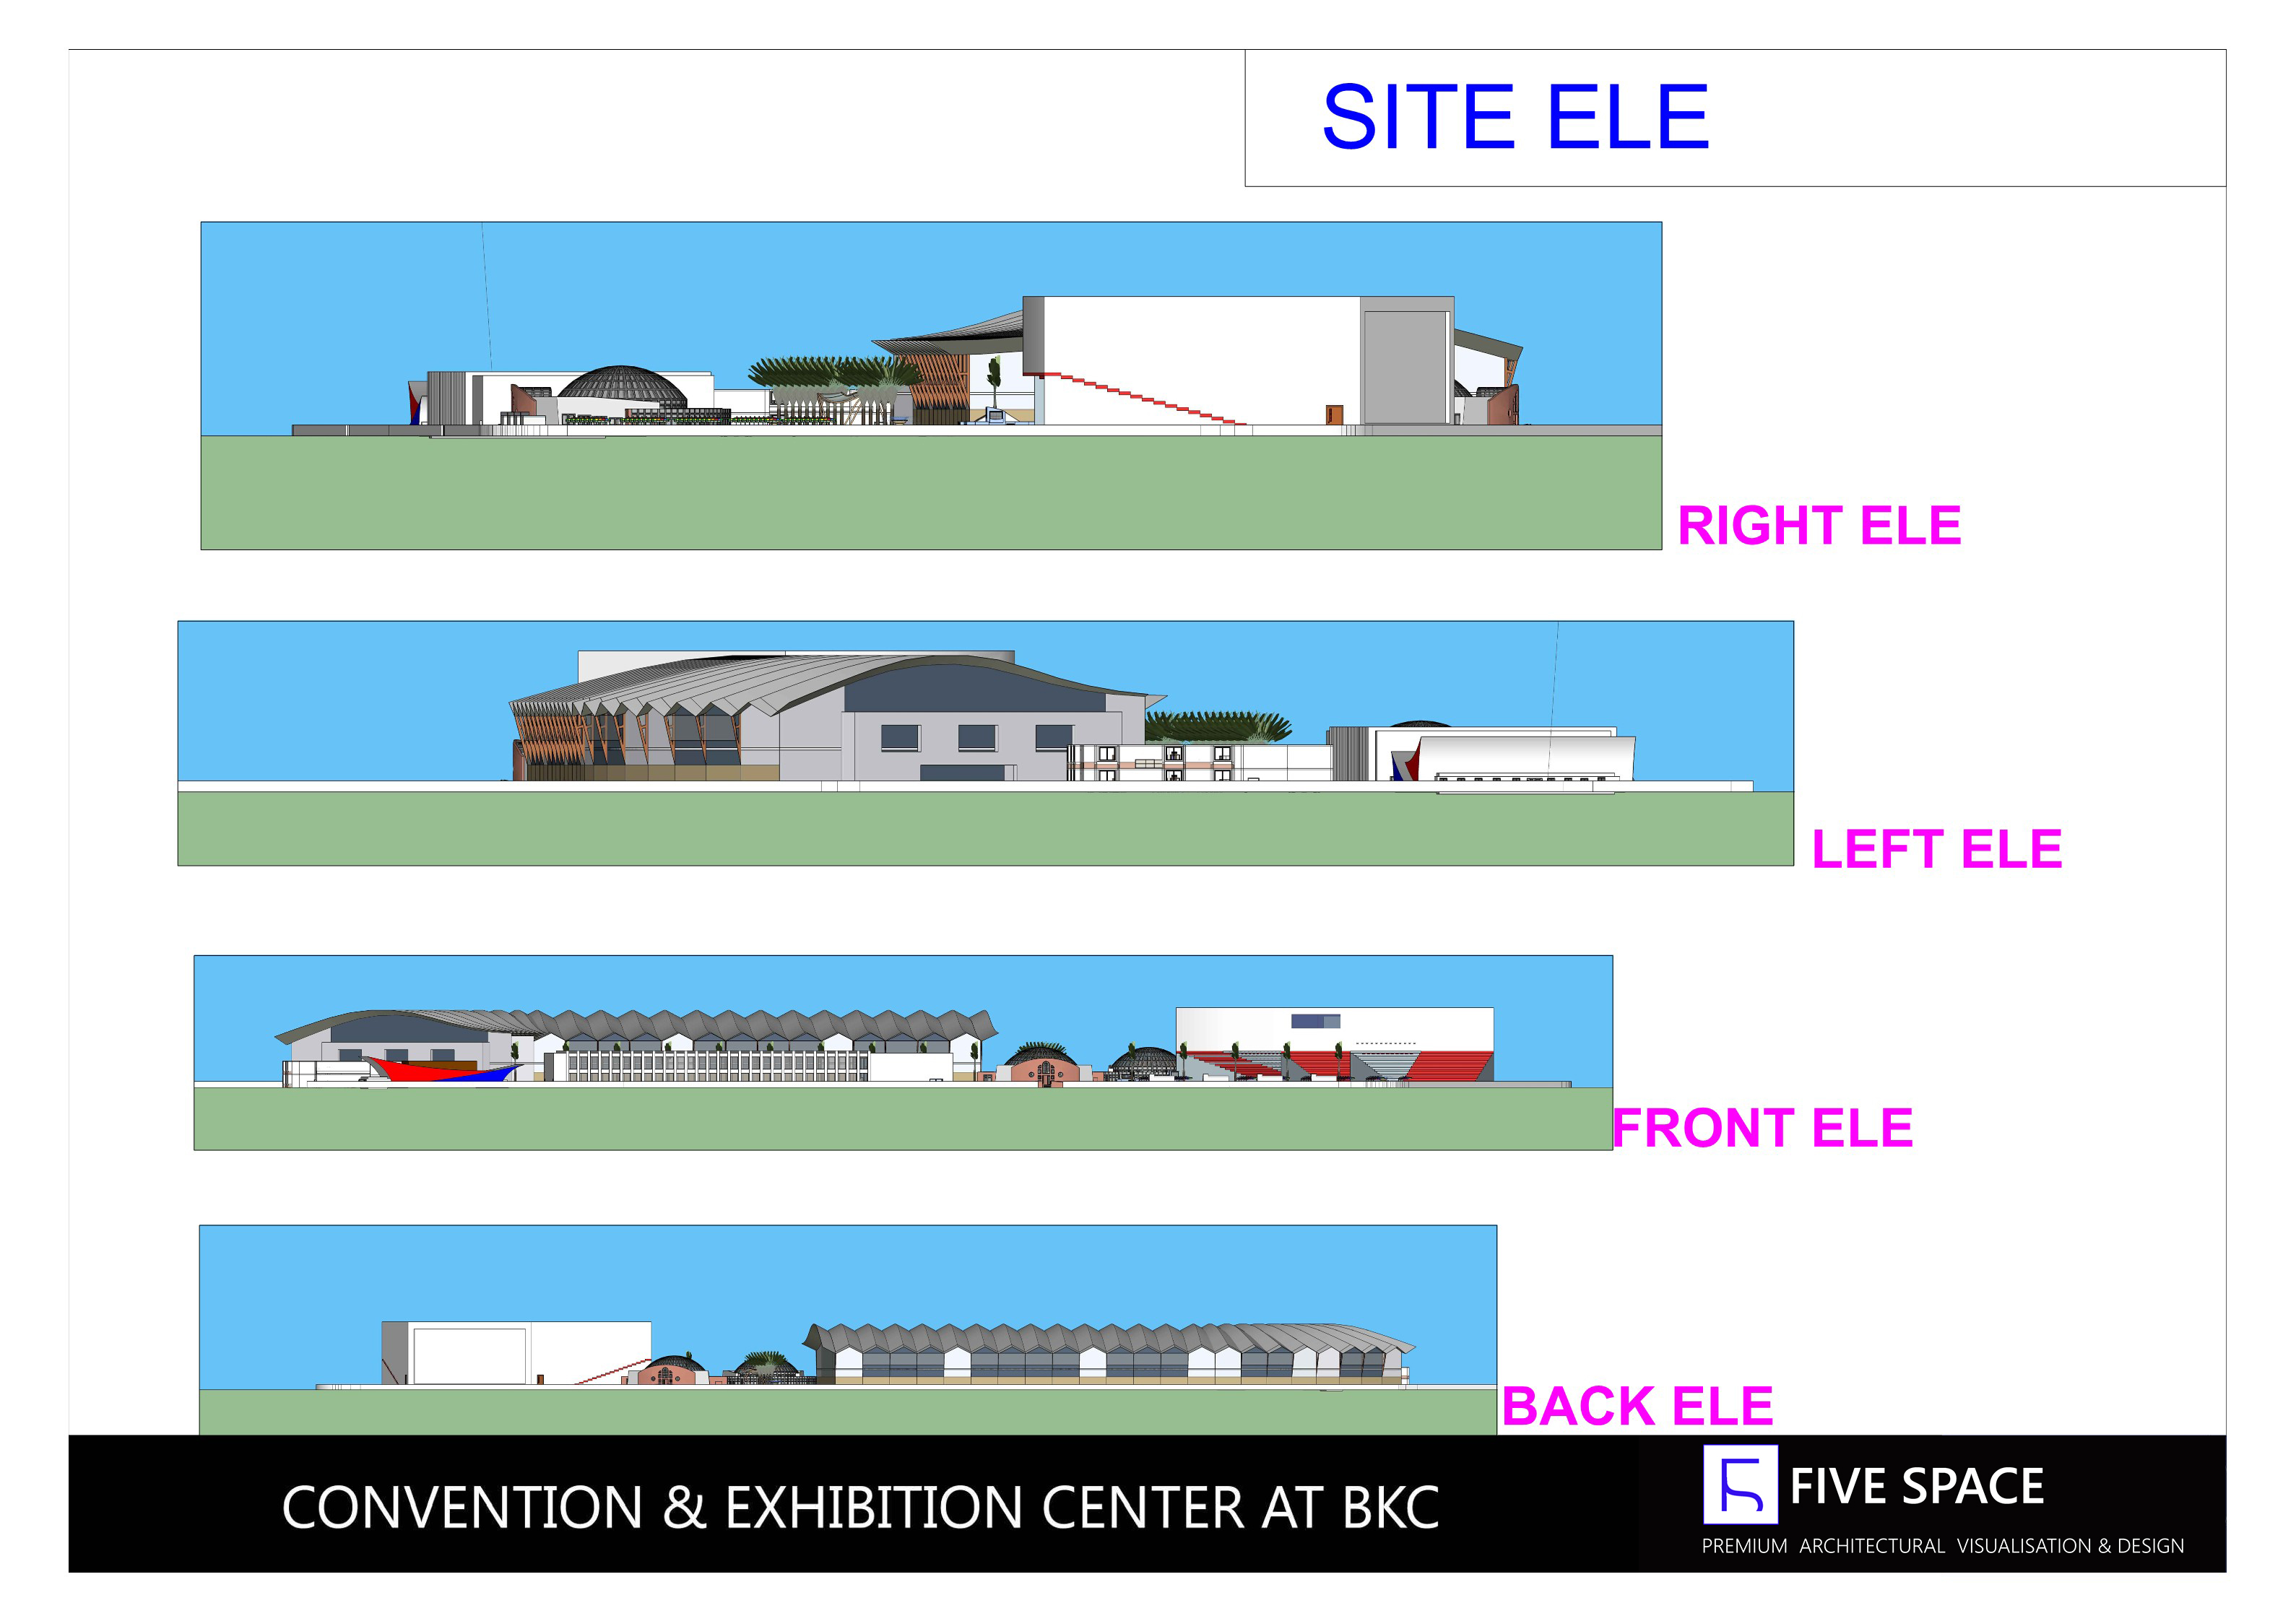 SITE ELE
RIGHT ELE
LEFT ELE
FRONT ELE
BACK ELE
CONVENTION & EXHIBITION CENTER AT BKC
FIVE SPACE
PREMIUM ARCHITECTURAL VISUALISATION & DESIGN